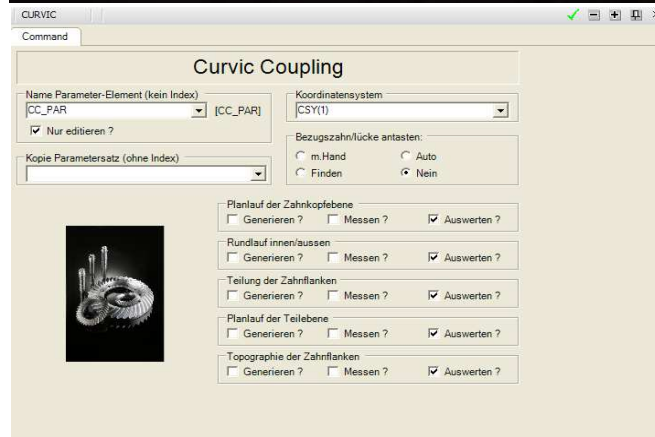 CURVIC
Command
Curvic Coupling
Name Parameter-Element (kein Index)
CC_PAR [CC_PAR]
Nur editieren ?
Kopie Parametersatz (ohne Index)
Koordinatensystem
CSY(1)
Bezugszahn/lücke antasten:
m.Hand Auto
Finden Nein
Planlauf der Zahnkopfebene
Generieren ? Messen ? Auswerten ?
Rundlauf innen/aussen
Generieren ? Messen ? Auswerten ?
Teilung der Zahnflanken
Generieren ? Messen ? Auswerten ?
Planlauf der Teilebene
Generieren ? Messen ? Auswerten ?
Topographie der Zahnflanken
Generieren ? Messen ? Auswerten ?